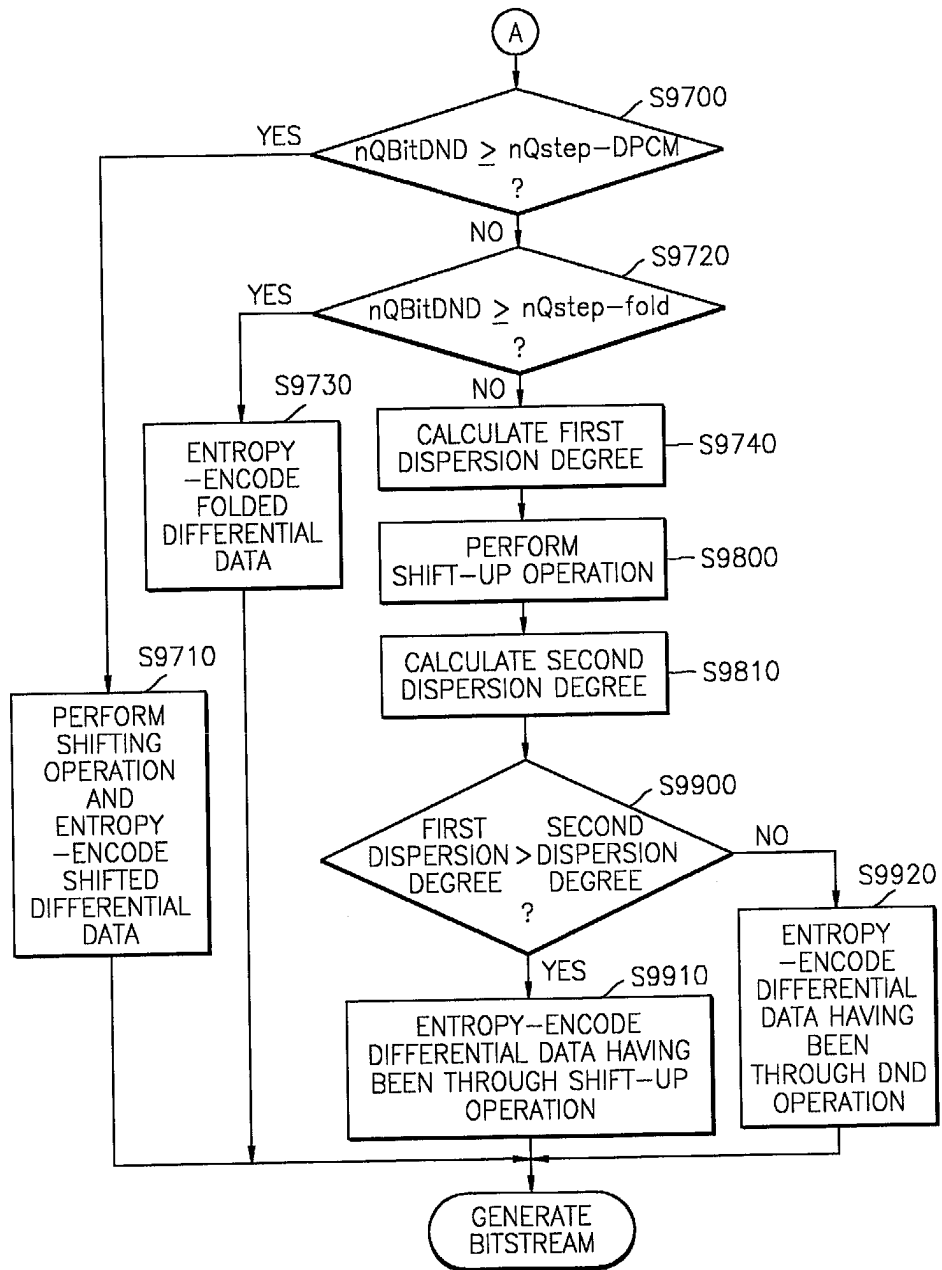 A
S9700
YES
nQBitDND ≥ nQstep-DPCM
?
NO
S9720
YES
nQBitDND ≥ nQstep-fold
?
NO
S9730
ENTROPY
-ENCODE
FOLDED
DIFFERENTIAL
DATA
CALCULATE FIRST
DISPERSION DEGREE
S9740
PERFORM
SHIFT-UP OPERATION
S9800
CALCULATE SECOND
DISPERSION DEGREE
S9810
S9710
PERFORM
SHIFTING
OPERATION
AND
ENTROPY
-ENCODE
SHIFTED
DIFFERENTIAL
DATA
S9900
FIRST SECOND
DISPERSION > DISPERSION
DEGREE DEGREE
?
NO
YES
S9920
ENTROPY
-ENCODE
DIFFERENTIAL
DATA HAVING
BEEN
THROUGH DND
OPERATION
S9910
ENTROPY-ENCODE
DIFFERENTIAL DATA HAVING
BEEN THROUGH SHIFT-UP
OPERATION
GENERATE
BITSTREAM